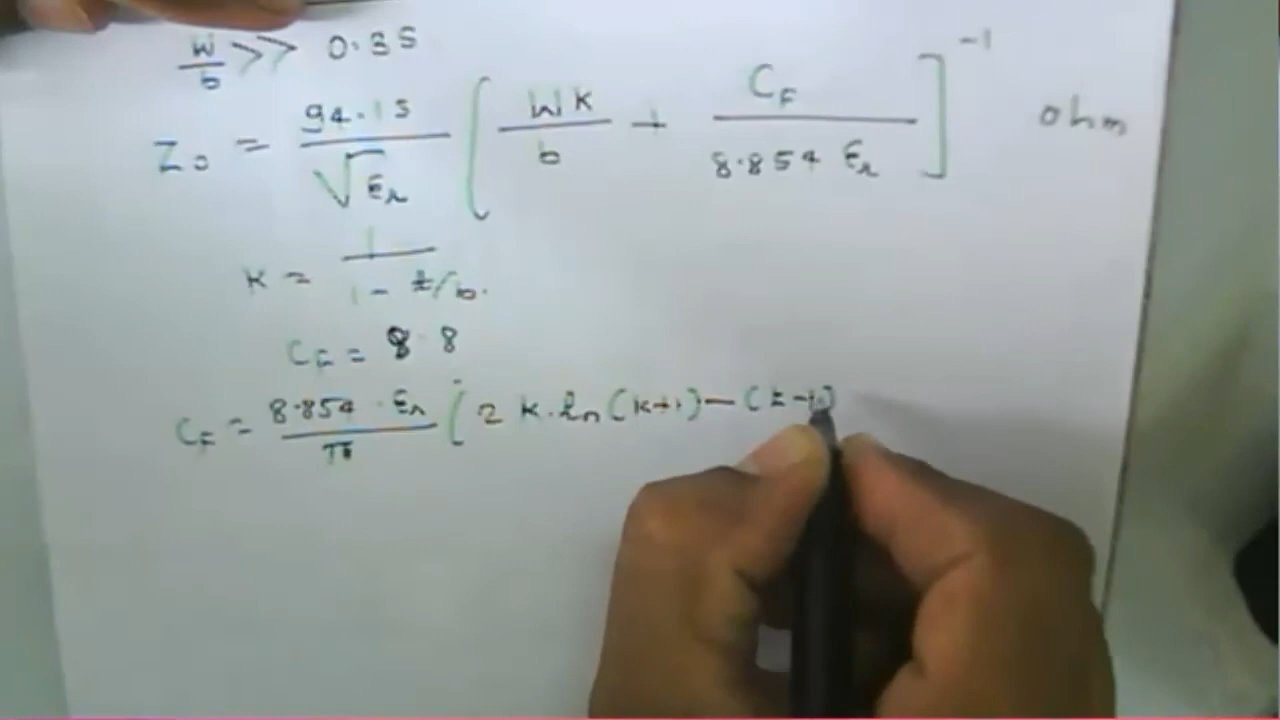 W/b >> 0.35
Z₀ = 94.15/√εr [ WK/b + CF/8.854 εr ]⁻¹ ohm
K = 1/1 - t/b.
CF = 8 8
CF = 8.854 . εr/π ( 2 K . ln (K+1) - (K-1)